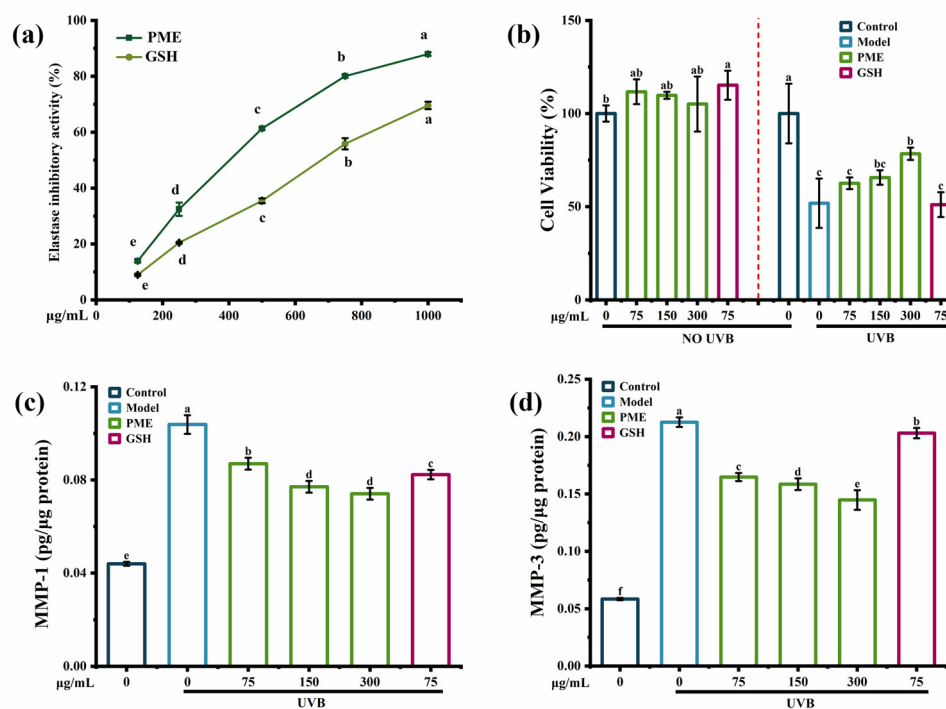 (a)
PME
GSH
Elastase inhibitory activity (%)
100
80
60
40
20
0
a
b
c
d
e
a
b
c
d
e
μg/mL
200 400 600 800 1000
(b)
Control
Model
PME
GSH
Cell Viability (%)
150
100
50
0
b ab ab ab a
a c c bc b c
μg/mL
0 75 150 300 75 0 0 75 150 300 75
NO UVB UVB
(c)
Control
Model
PME
GSH
MMP-1 (pg/μg protein)
0.12
0.08
0.04
0.00
e a b d d c
μg/mL
0 0 75 150 300 75
UVB
(d)
Control
Model
PME
GSH
MMP-3 (pg/μg protein)
0.25
0.20
0.15
0.10
0.05
0.00
f a c d e b
μg/mL
0 0 75 150 300 75
UVB